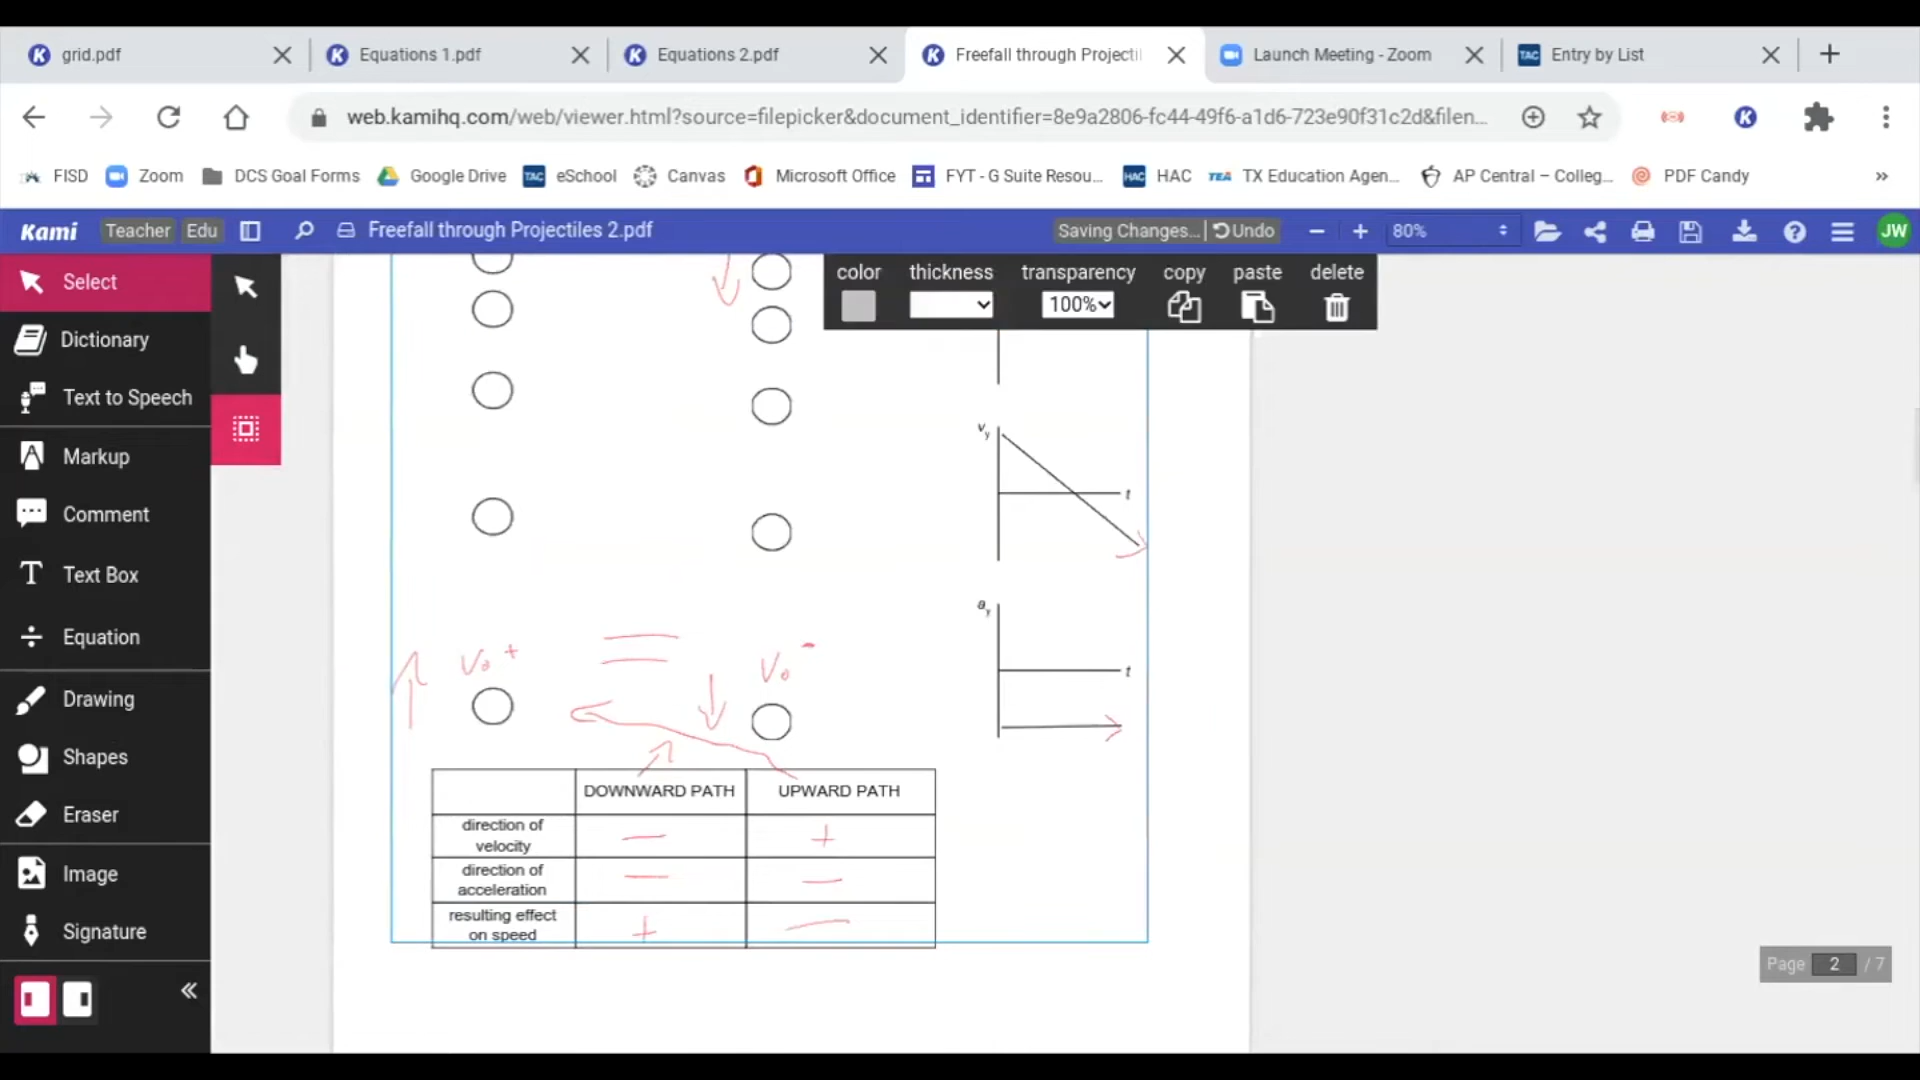 grid.pdf Equations 1.pdf Equations 2.pdf Freefall through Projectil Launch Meeting - Zoom Entry by List
web.kamihq.com/web/viewer.html?source=filepicker&document_identifier=8e9a2806-fc44-49f6-a1d6-723e90f31c2d&filen...
FISD Zoom DCS Goal Forms Google Drive TAC eSchool Canvas Microsoft Office FYT - G Suite Resou... HAC HAC TEA TX Education Agen... AP Central – Colleg... PDF Candy »
Kami Teacher Edu Freefall through Projectiles 2.pdf Saving Changes... | Undo 80% JW
Select
Dictionary
Text to Speech
Markup
Comment
Text Box
Equation
Drawing
Shapes
Eraser
Image
Signature
color thickness transparency copy paste delete
100%
vy
t
ay
t
V₀ + = V₀ -
DOWNWARD PATH UPWARD PATH
direction of velocity − +
direction of acceleration − −
resulting effect on speed + −
Page 2 / 7